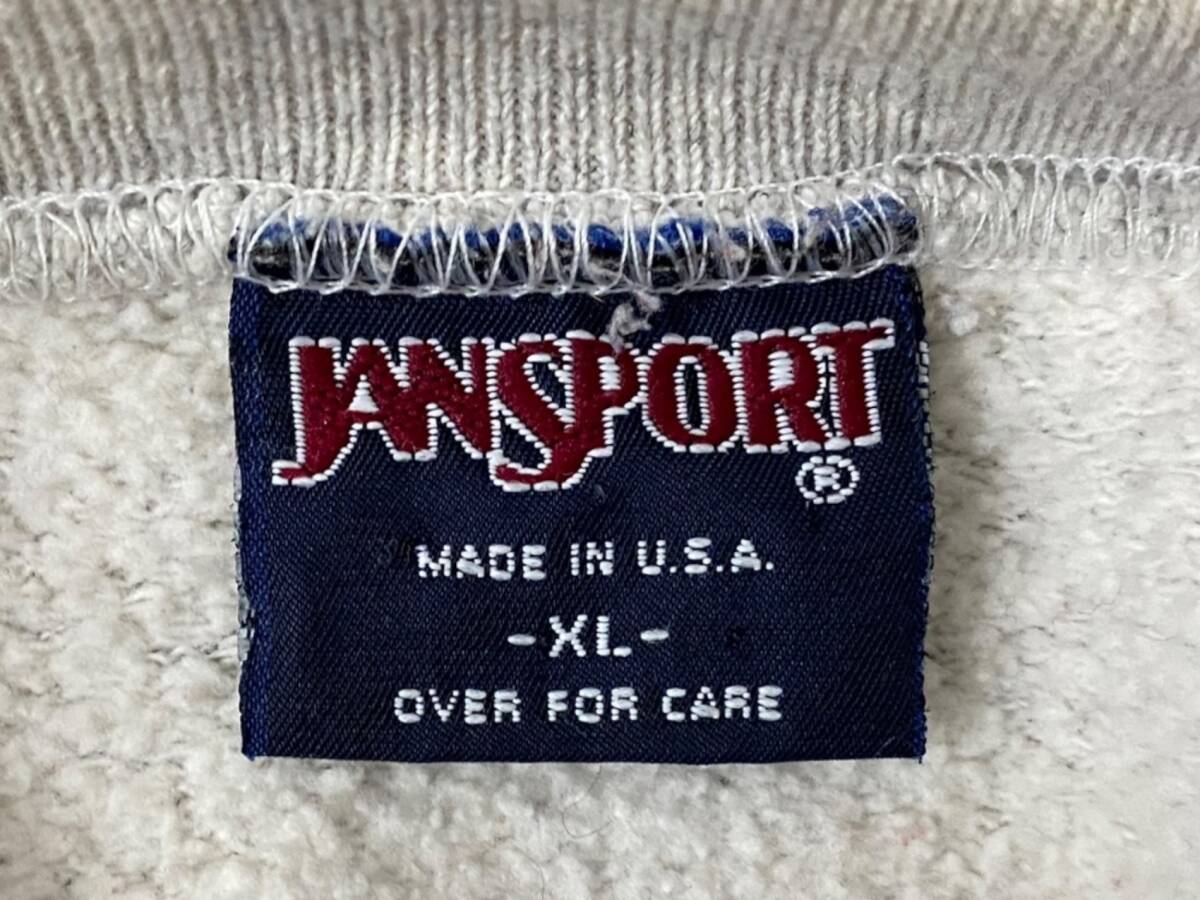 JANSPORT
®
MADE IN U.S.A.
-XL-
OVER FOR CARE